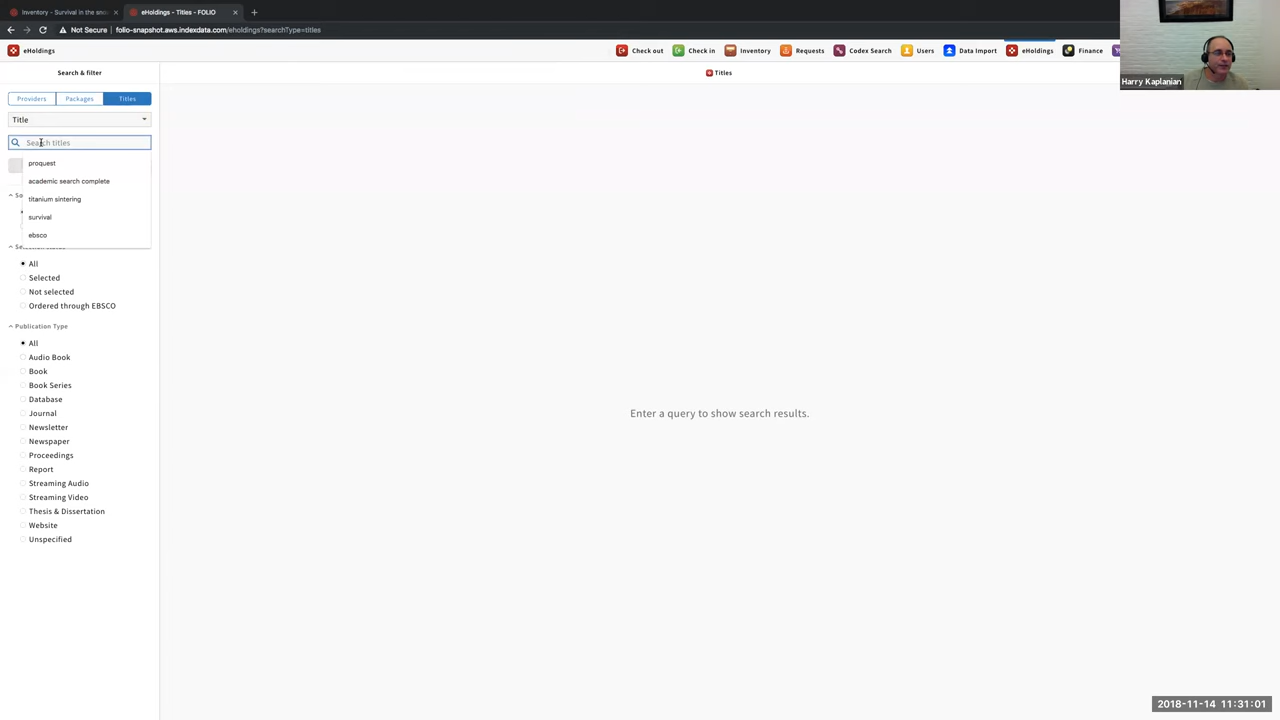 Inventory - Survival in the snow
eHoldings - Titles - FOLIO
Not Secure
folio-snapshot.aws.indexdata.com/eholdings?searchType=titles
eHoldings
Check out
Check in
Inventory
Requests
Codex Search
Users
Data Import
eHoldings
Finance
Harry Kaplanian
Search & filter
Titles
Providers
Packages
Titles
Title
Search titles
proquest
academic search complete
titanium sintering
survival
ebsco
All
Selected
Not selected
Ordered through EBSCO
Publication Type
All
Audio Book
Book
Book Series
Database
Journal
Newsletter
Newspaper
Proceedings
Report
Streaming Audio
Streaming Video
Thesis & Dissertation
Website
Unspecified
Enter a query to show search results.
2018-11-14 11:31:01